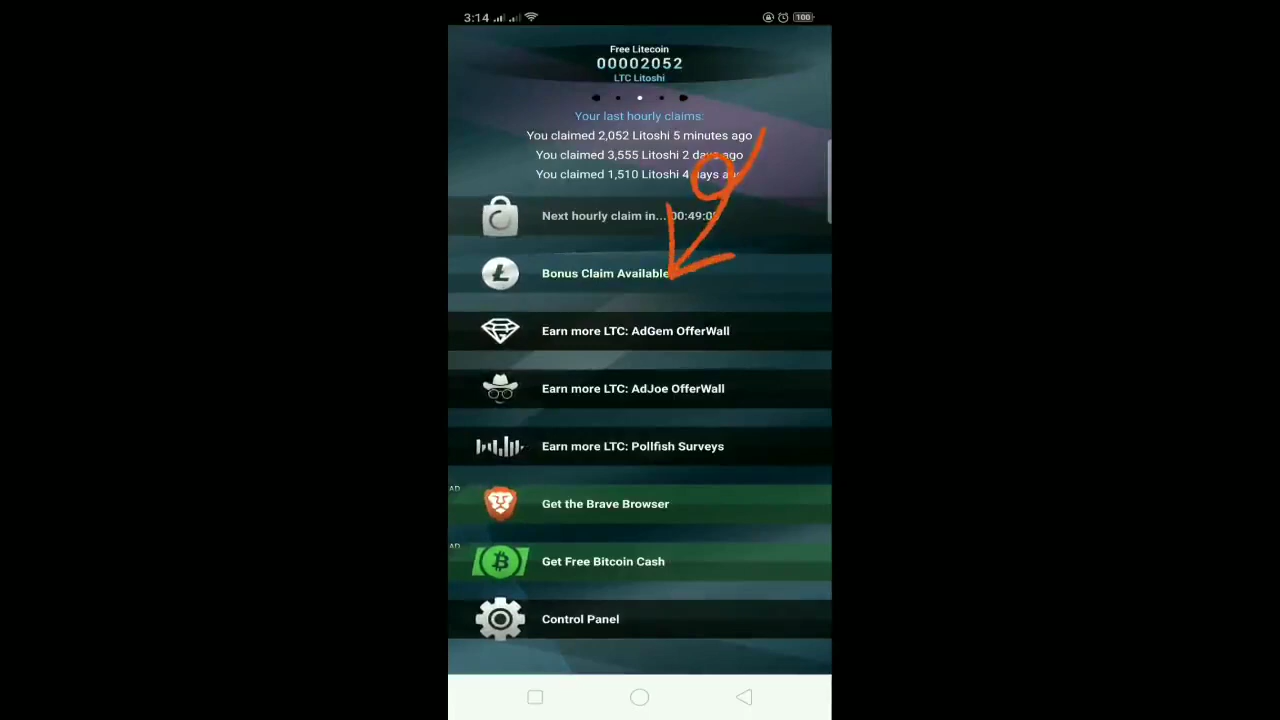 3:14
100
Free Litecoin
00002052
LTC Litoshi
Your last hourly claims:
You claimed 2,052 Litoshi 5 minutes ago
You claimed 3,555 Litoshi 2 days ago
You claimed 1,510 Litoshi 4 days ago
Next hourly claim in...
Bonus Claim Available
Earn more LTC: AdGem OfferWall
Earn more LTC: AdJoe OfferWall
Earn more LTC: Pollfish Surveys
AD
Get the Brave Browser
AD
Get Free Bitcoin Cash
Control Panel